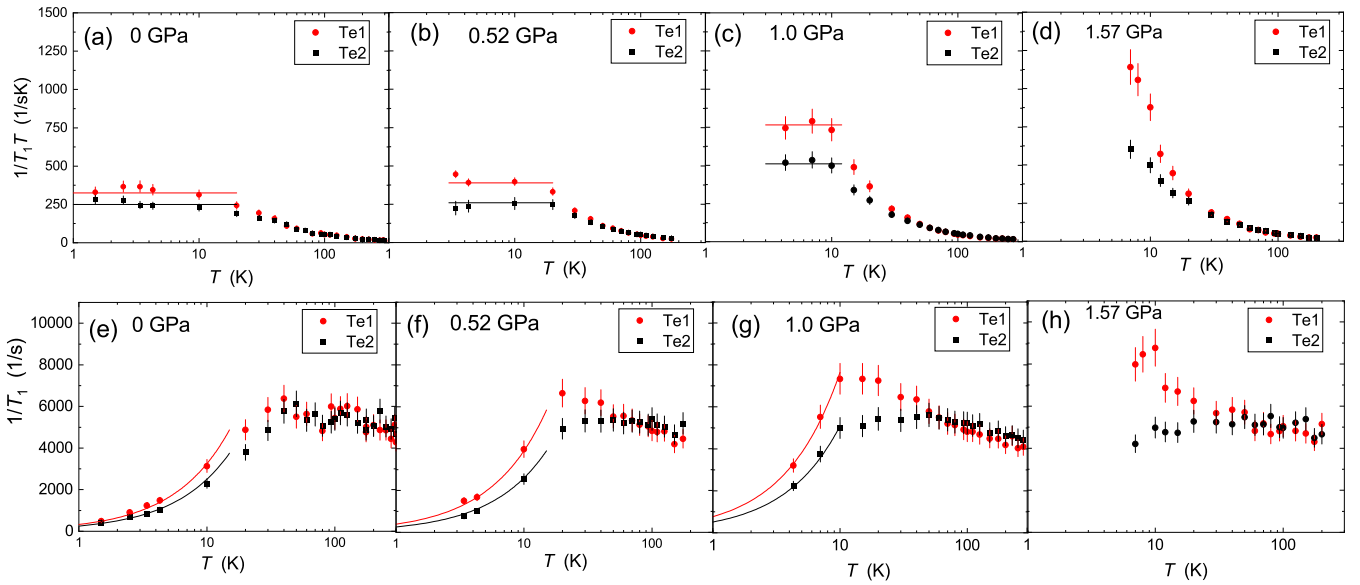 (a) 0 GPa Te1 Te2
(b) 0.52 GPa Te1 Te2
(c) 1.0 GPa Te1 Te2
(d) 1.57 GPa Te1 Te2
1/T₁T (1/sK)
1500
1250
1000
750
500
250
0
1 10 100 1 10 100 1 10 100 1 10 100
T (K) T (K) T (K) T (K)
(e) 0 GPa Te1 Te2
(f) 0.52 GPa Te1 Te2
(g) 1.0 GPa Te1 Te2
(h) 1.57 GPa Te1 Te2
1/T₁ (1/s)
10000
8000
6000
4000
2000
0
1 10 100 1 10 100 1 10 100 1 10 100
T (K) T (K) T (K) T (K)